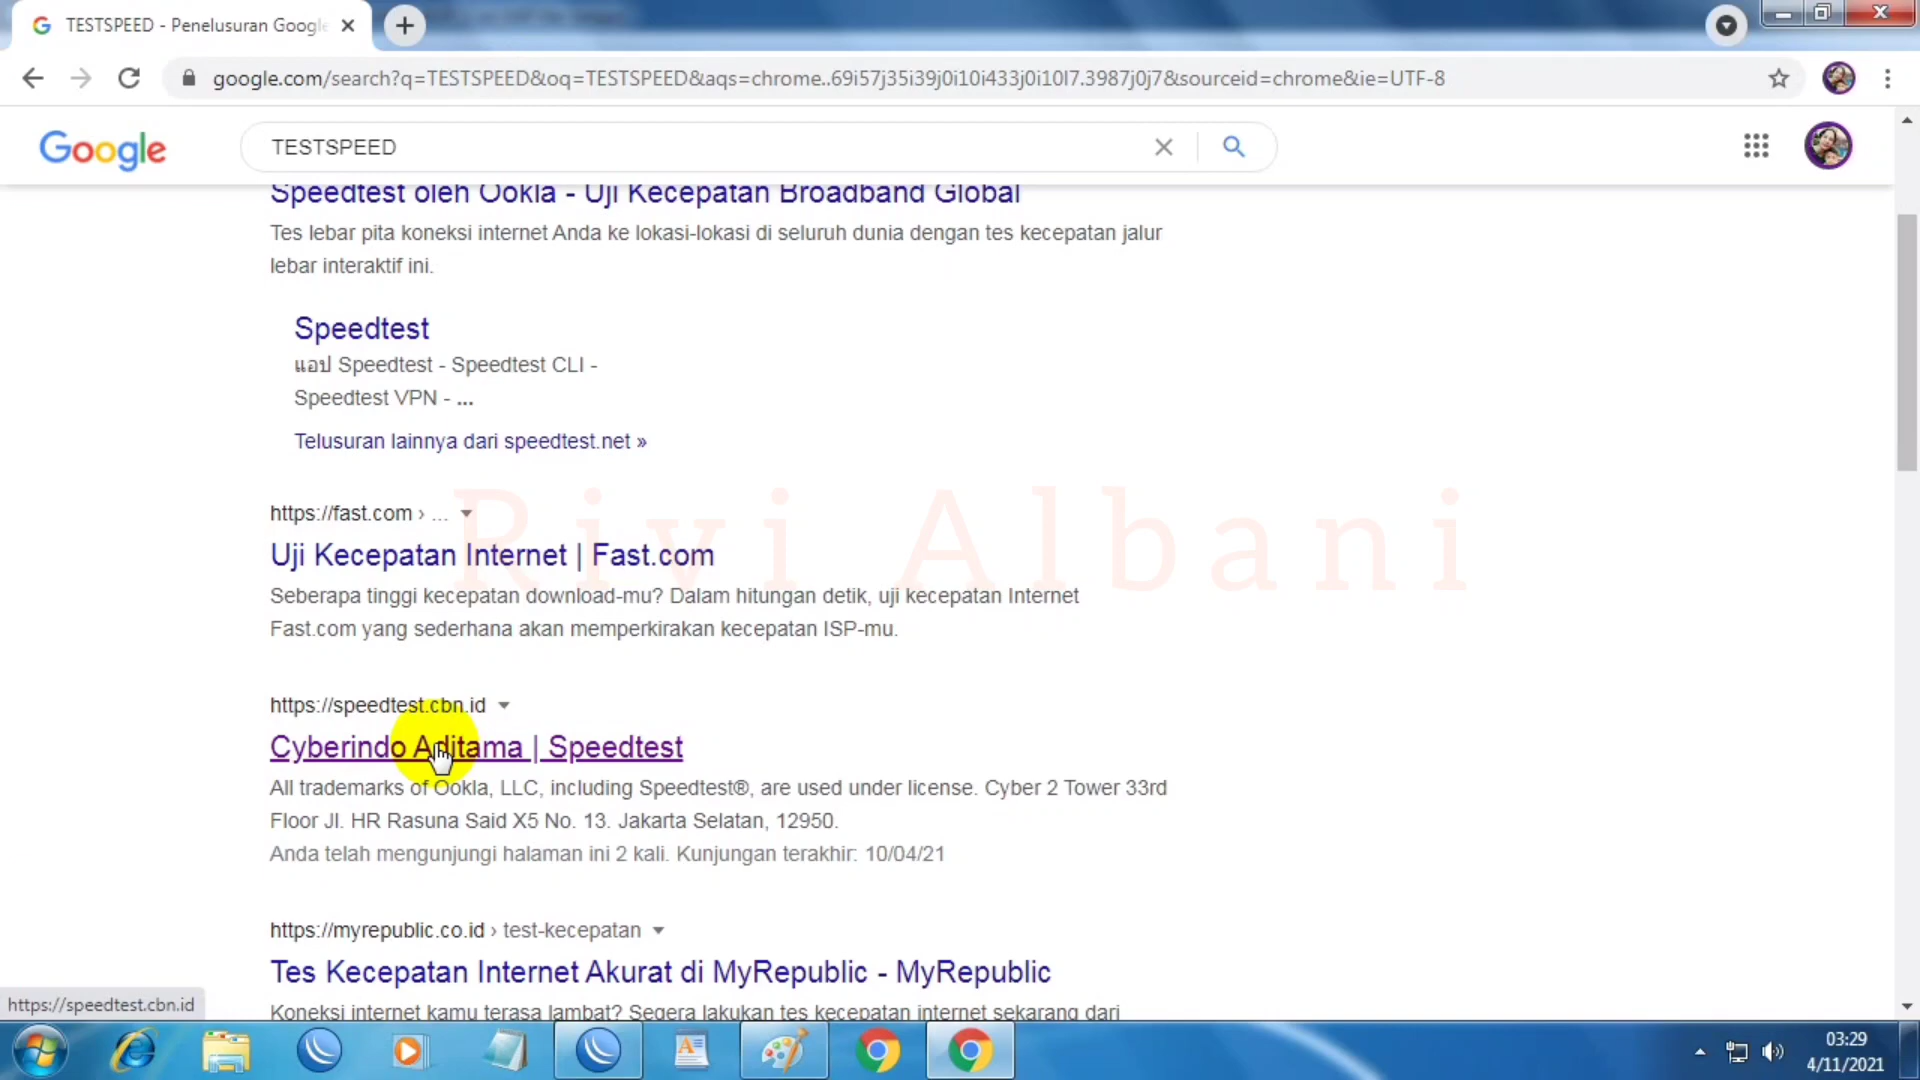 TESTSPEED - Penelusuran Google
google.com/search?q=TESTSPEED&oq=TESTSPEED&aqs=chrome..69i57j35i39j0i10i433j0i10l7.3987j0j7&sourceid=chrome&ie=UTF-8
Google
TESTSPEED
Speedtest oleh Ookla - Uji Kecepatan Broadband Global
Tes lebar pita koneksi internet Anda ke lokasi-lokasi di seluruh dunia dengan tes kecepatan jalur
lebar interaktif ini.
Speedtest
แอป Speedtest - Speedtest CLI -
Speedtest VPN - ...
Telusuran lainnya dari speedtest.net »
https://fast.com › ...
Rivi Albani
Uji Kecepatan Internet | Fast.com
Seberapa tinggi kecepatan download-mu? Dalam hitungan detik, uji kecepatan Internet
Fast.com yang sederhana akan memperkirakan kecepatan ISP-mu.
https://speedtest.cbn.id
Cyberindo Aditama | Speedtest
All trademarks of Ookla, LLC, including Speedtest®, are used under license. Cyber 2 Tower 33rd
Floor Jl. HR Rasuna Said X5 No. 13. Jakarta Selatan, 12950.
Anda telah mengunjungi halaman ini 2 kali. Kunjungan terakhir: 10/04/21
https://myrepublic.co.id › test-kecepatan
Tes Kecepatan Internet Akurat di MyRepublic - MyRepublic
Koneksi internet kamu terasa lambat? Segera lakukan tes kecepatan internet sekarang dari
https://speedtest.cbn.id
03:29
4/11/2021